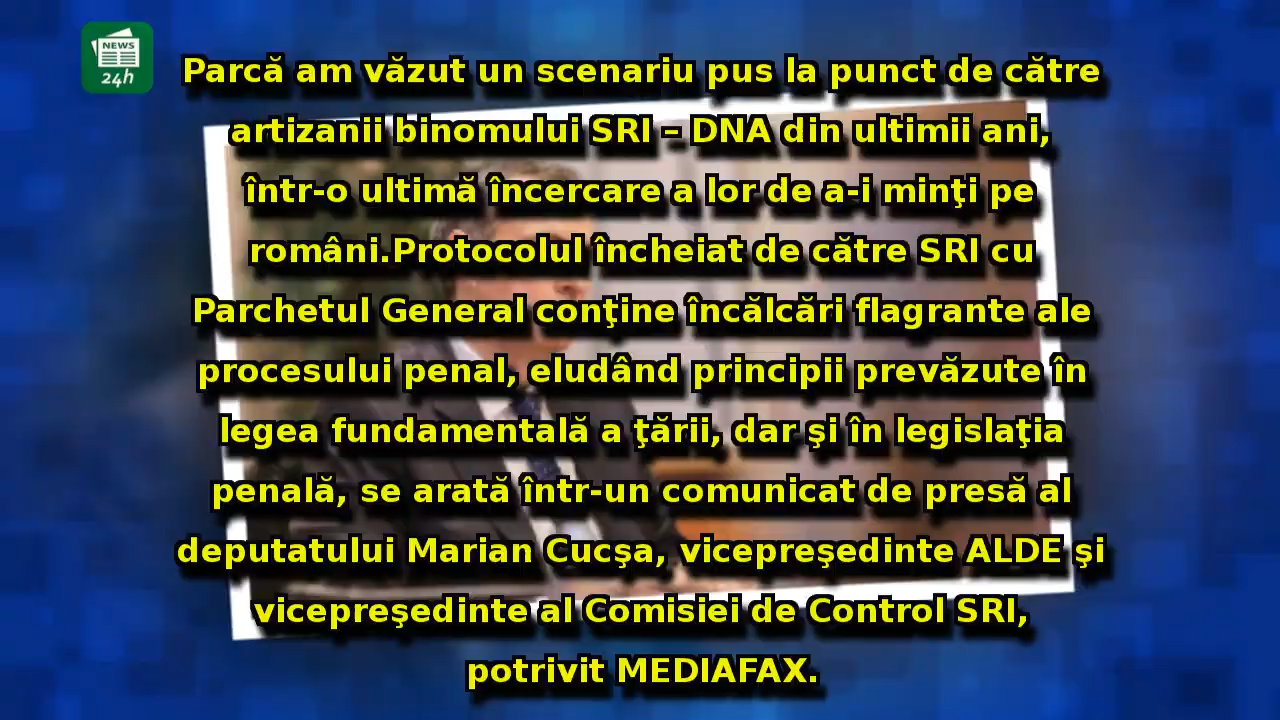 NEWS
24h
Parcă am văzut un scenariu pus la punct de către
artizanii binomului SRI – DNA din ultimii ani,
într-o ultimă încercare a lor de a-i minţi pe
români.Protocolul încheiat de către SRI cu
Parchetul General conţine încălcări flagrante ale
procesului penal, eludând principii prevăzute în
legea fundamentală a ţării, dar şi în legislaţia
penală, se arată într-un comunicat de presă al
deputatului Marian Cucşa, vicepreşedinte ALDE şi
vicepreşedinte al Comisiei de Control SRI,
potrivit MEDIAFAX.